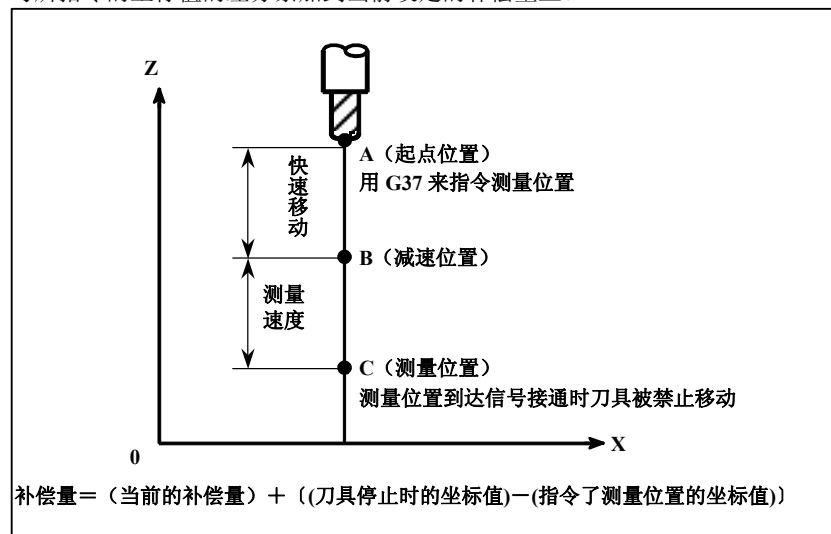 Z
A（起点位置）
用 G37 来指令测量位置
快速移动
B（减速位置）
测量
速度
C（测量位置）
测量位置到达信号接通时刀具被禁止移动
0
X
补偿量＝（当前的补偿量）＋〔(刀具停止时的坐标值)－(指令了测量位置的坐标值)〕